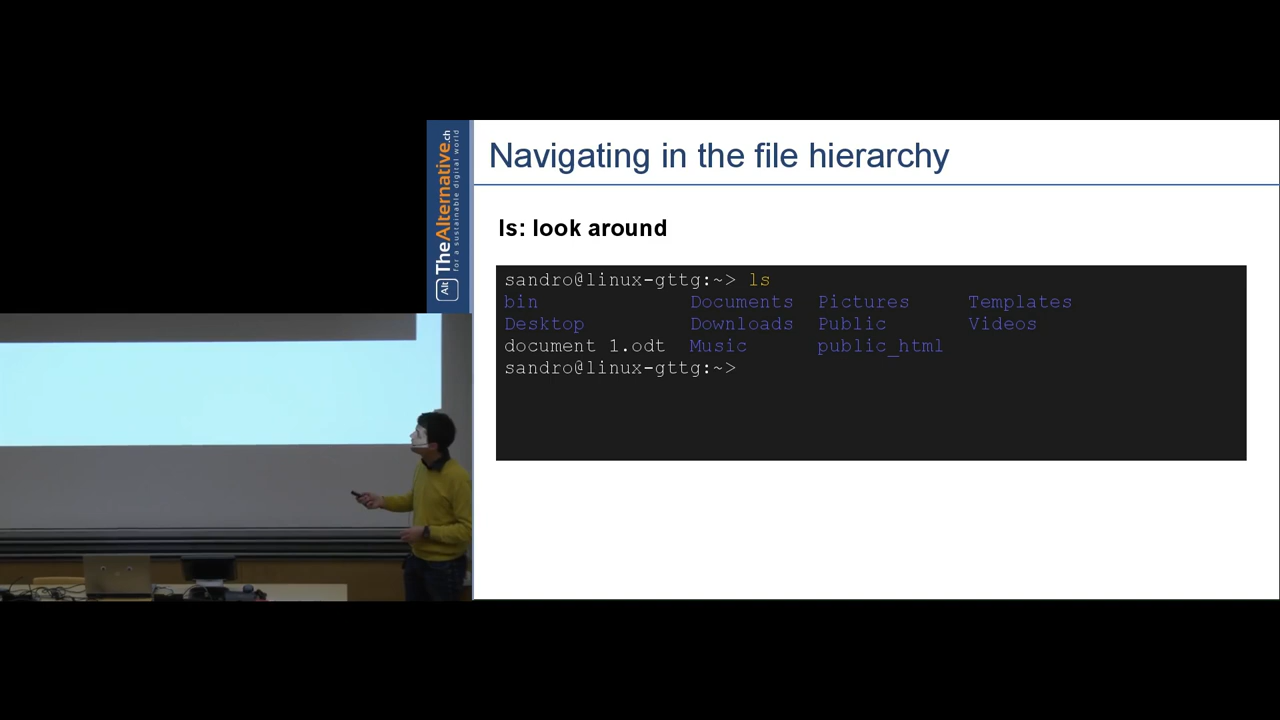 Alt TheAlternative.ch
for a sustainable digital world
Navigating in the file hierarchy
ls: look around
sandro@linux-gttg:~> ls
bin Documents Pictures Templates
Desktop Downloads Public Videos
document 1.odt Music public_html
sandro@linux-gttg:~>